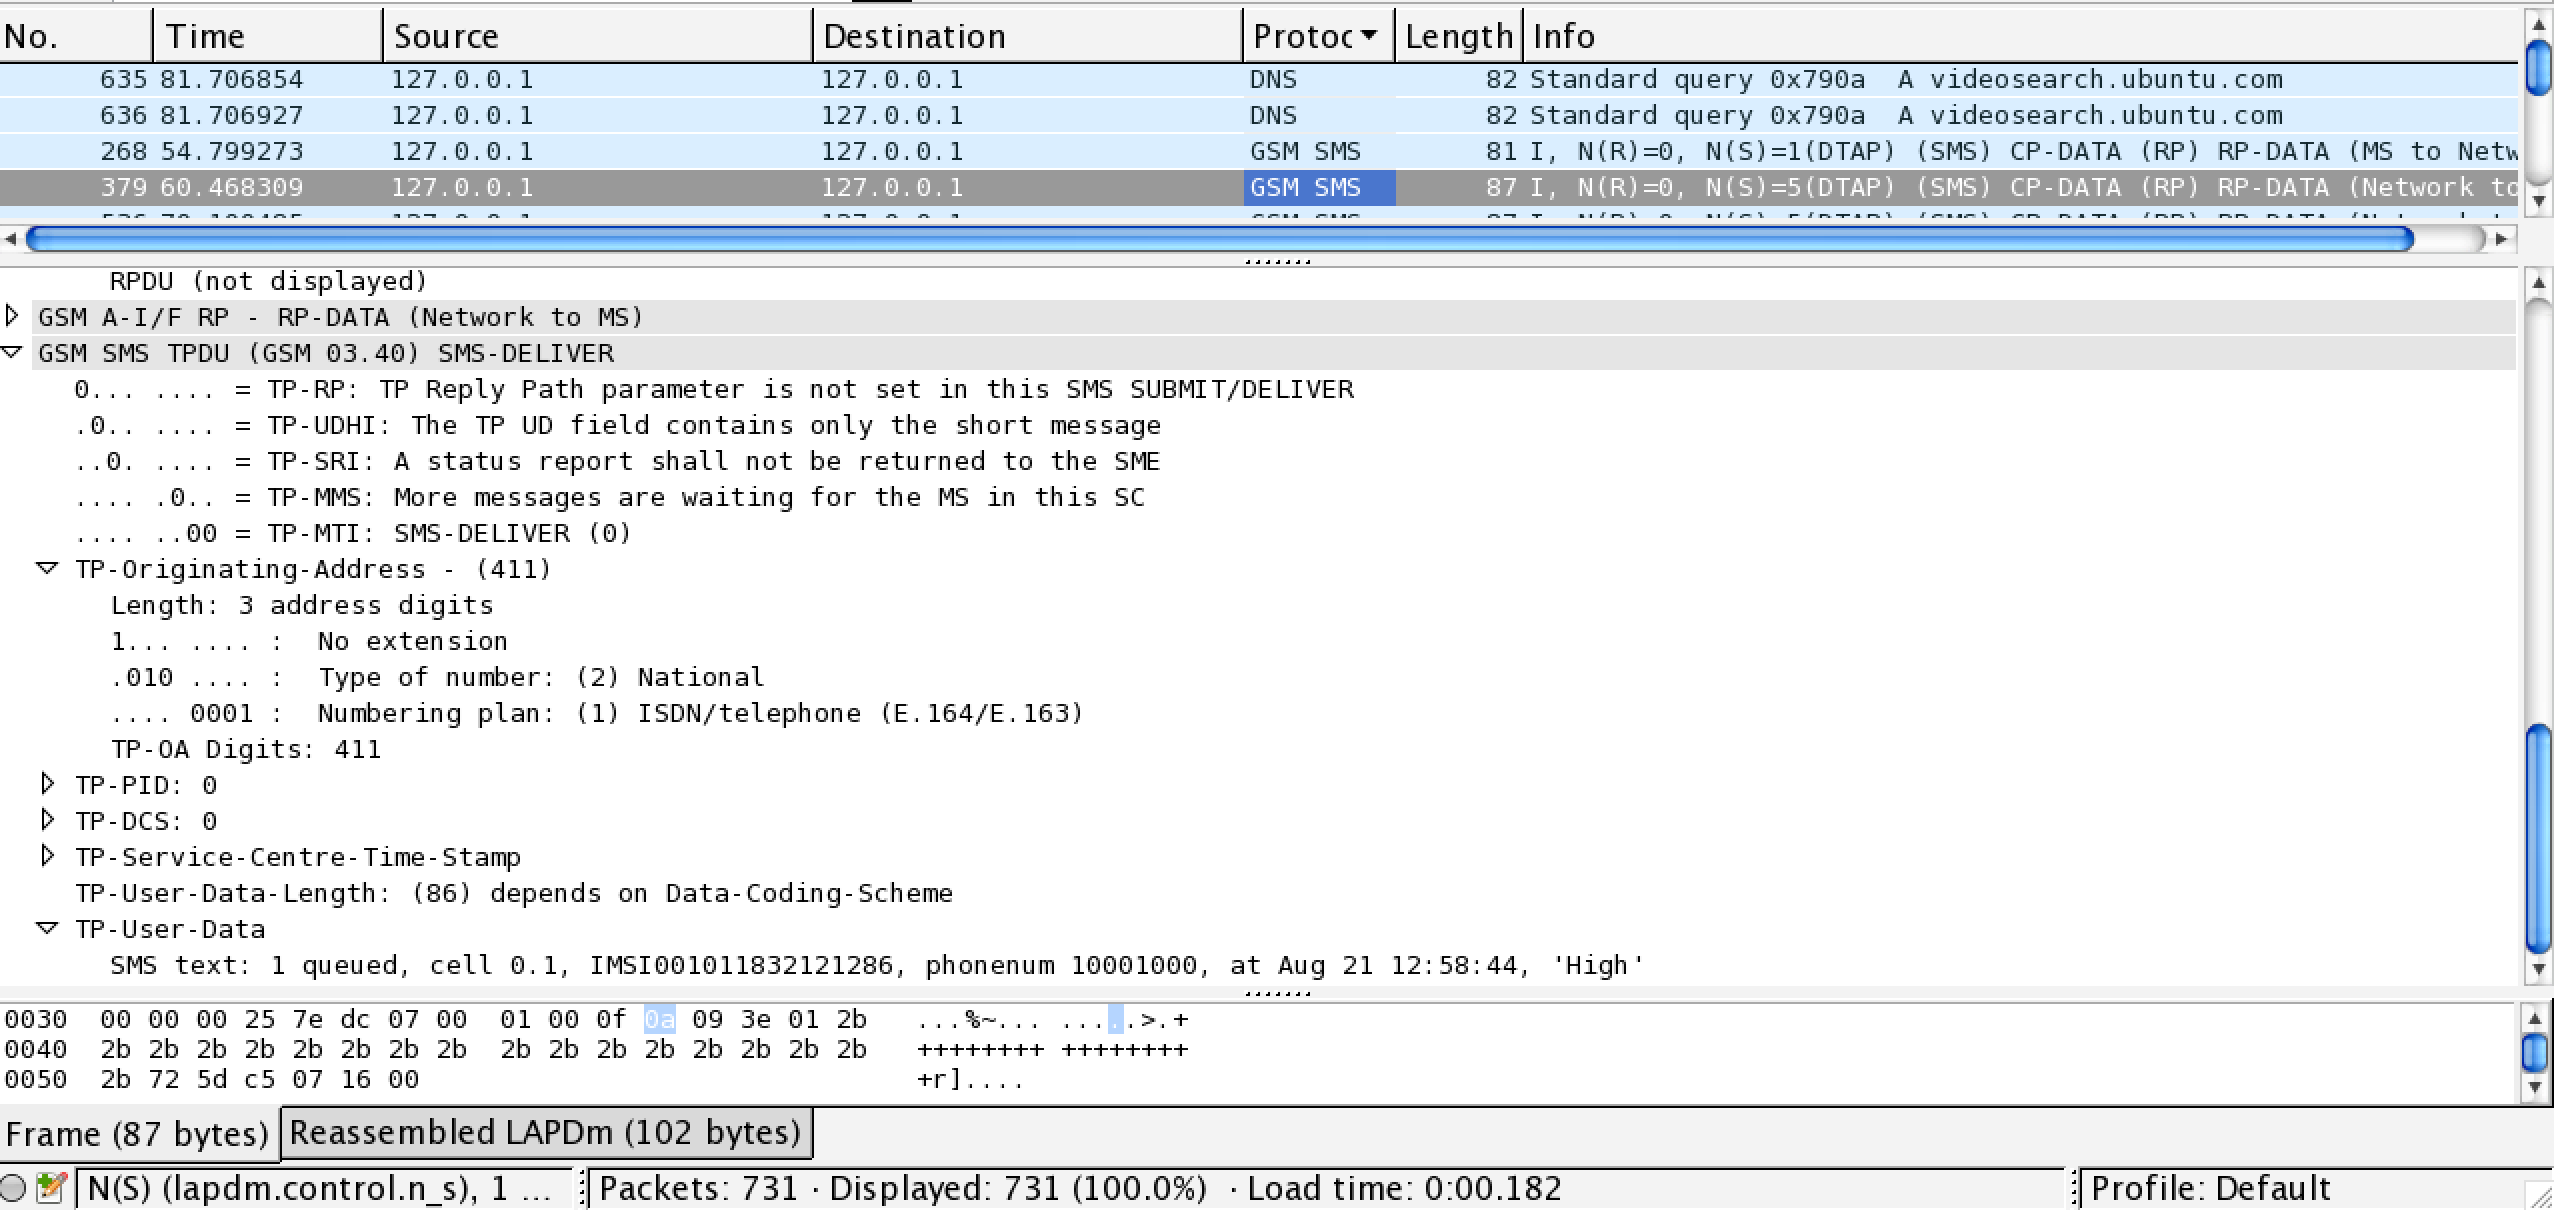 No. Time Source Destination Protoc Length Info
635 81.706854 127.0.0.1 127.0.0.1 DNS 82 Standard query 0x790a  A videosearch.ubuntu.com
636 81.706927 127.0.0.1 127.0.0.1 DNS 82 Standard query 0x790a  A videosearch.ubuntu.com
268 54.799273 127.0.0.1 127.0.0.1 GSM SMS 81 I, N(R)=0, N(S)=1(DTAP) (SMS) CP-DATA (RP) RP-DATA (MS to Netw
379 60.468309 127.0.0.1 127.0.0.1 GSM SMS 87 I, N(R)=0, N(S)=5(DTAP) (SMS) CP-DATA (RP) RP-DATA (Network to
RPDU (not displayed)
GSM A-I/F RP - RP-DATA (Network to MS)
GSM SMS TPDU (GSM 03.40) SMS-DELIVER
0... .... = TP-RP: TP Reply Path parameter is not set in this SMS SUBMIT/DELIVER
.0.. .... = TP-UDHI: The TP UD field contains only the short message
..0. .... = TP-SRI: A status report shall not be returned to the SME
.... .0.. = TP-MMS: More messages are waiting for the MS in this SC
.... ..00 = TP-MTI: SMS-DELIVER (0)
TP-Originating-Address - (411)
Length: 3 address digits
1... .... :  No extension
.010 .... :  Type of number: (2) National
.... 0001 :  Numbering plan: (1) ISDN/telephone (E.164/E.163)
TP-OA Digits: 411
TP-PID: 0
TP-DCS: 0
TP-Service-Centre-Time-Stamp
TP-User-Data-Length: (86) depends on Data-Coding-Scheme
TP-User-Data
SMS text: 1 queued, cell 0.1, IMSI001011832121286, phonenum 10001000, at Aug 21 12:58:44, 'High'
0030  00 00 00 25 7e dc 07 00  01 00 0f 0a 09 3e 01 2b   ...%~... .....>.+
0040  2b 2b 2b 2b 2b 2b 2b 2b  2b 2b 2b 2b 2b 2b 2b 2b   ++++++++ ++++++++
0050  2b 72 5d c5 07 16 00   +r]....
Frame (87 bytes) Reassembled LAPDm (102 bytes)
N(S) (lapdm.control.n_s), 1 ... Packets: 731 · Displayed: 731 (100.0%) · Load time: 0:00.182 Profile: Default